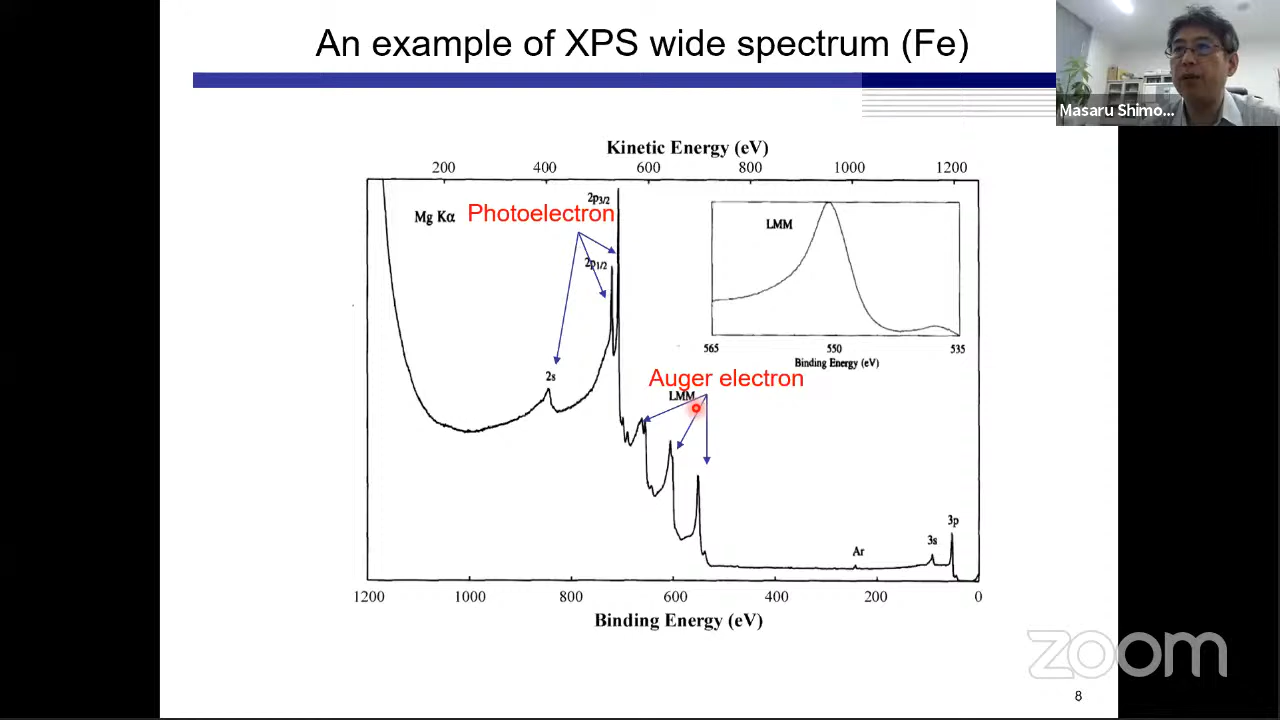 An example of XPS wide spectrum (Fe)
Masaru Shimo...
Kinetic Energy (eV)
200 400 600 800 1000 1200
2p3/2
Mg Kα
Photoelectron
LMM
2p1/2
565 550 535
Binding Energy (eV)
2s
Auger electron
LMM
3p
3s
Ar
1200 1000 800 600 400 200 0
Binding Energy (eV)
zoom
8